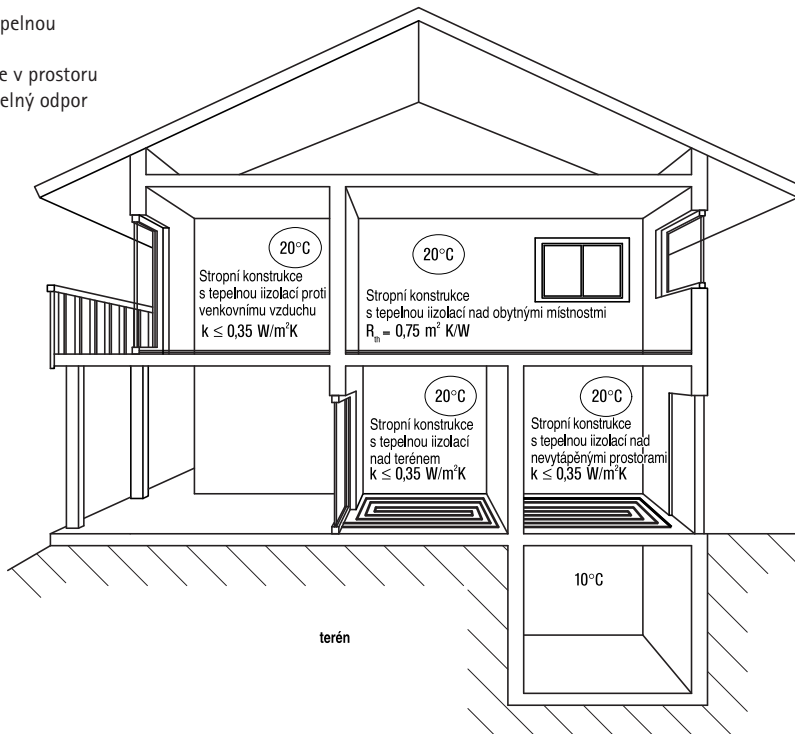 pelnou
e v prostoru
elný odpor
20°C
Stropní konstrukce
s tepelnou iizolací proti
venkovnímu vzduchu
k ≤ 0,35 W/m²K
20°C
Stropní konstrukce
s tepelnou iizolací nad obytnými místnostmi
R_th = 0,75 m² K/W
20°C
Stropní konstrukce
s tepelnou iizolací
nad terénem
k ≤ 0,35 W/m²K
20°C
Stropní konstrukce
s tepelnou iizolací nad
nevytápěnými prostorami
k ≤ 0,35 W/m²K
10°C
terén